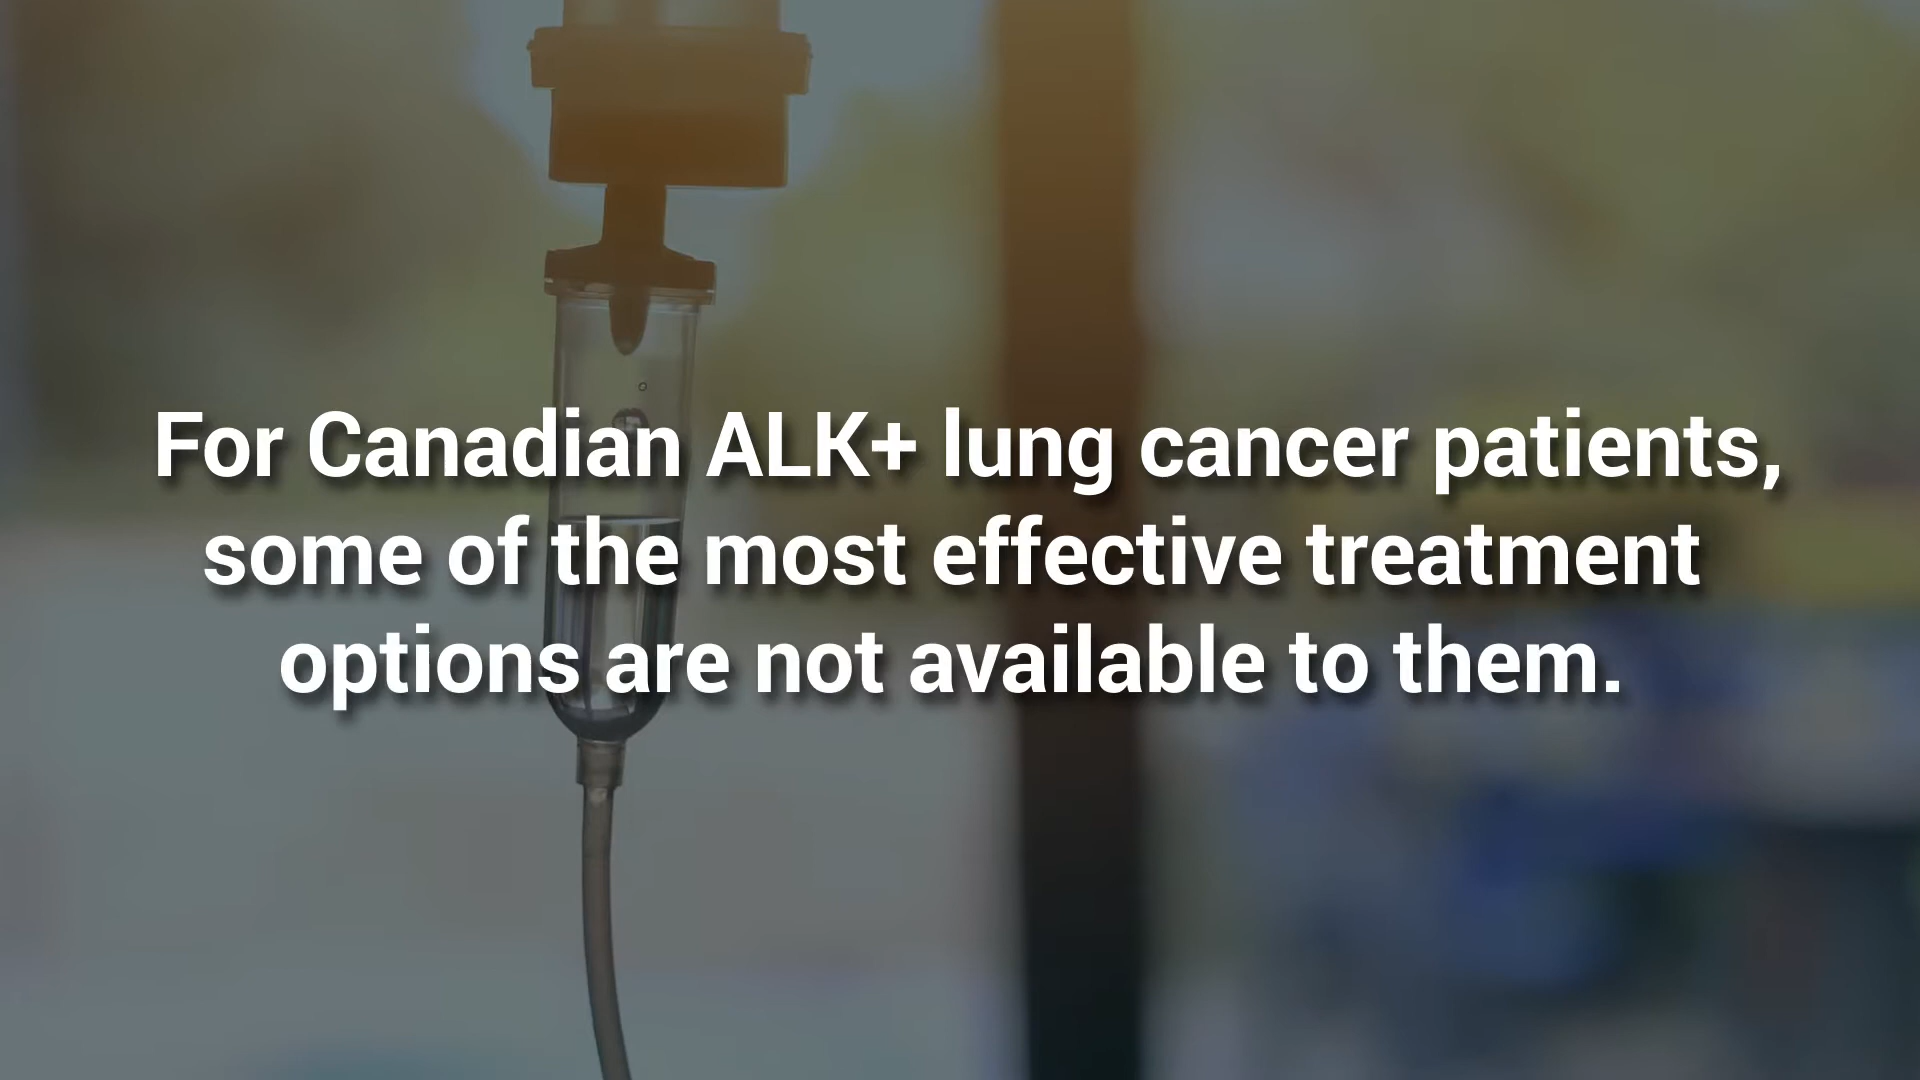 For Canadian ALK+ lung cancer patients,
some of the most effective treatment
options are not available to them.